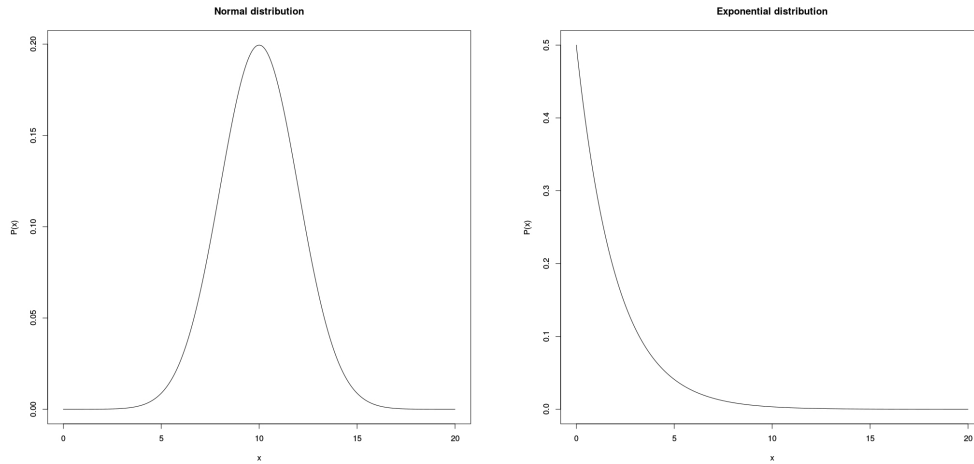 Normal distribution
P(x)
0.20
0.15
0.10
0.05
0.00
0 5 10 15 20
x
Exponential distribution
P(x)
0.5
0.4
0.3
0.2
0.1
0.0
0 5 10 15 20
x